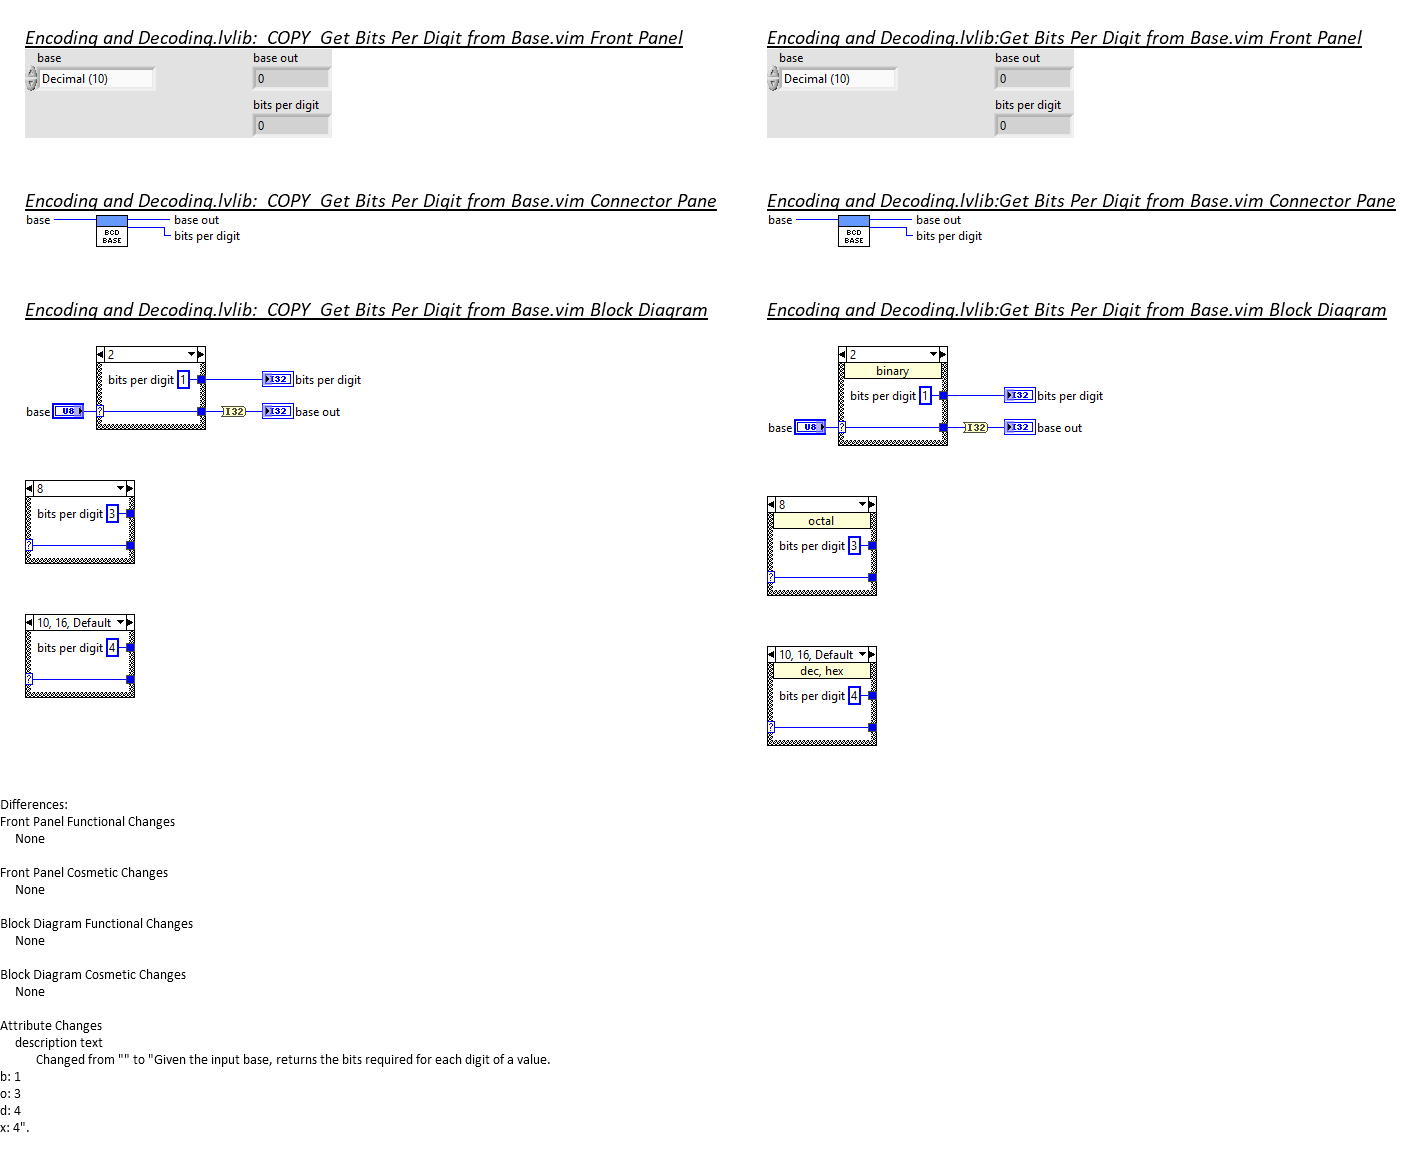 Encoding and Decoding.lvlib:_COPY_Get Bits Per Digit from Base.vim Front Panel
base
base out
Decimal (10)
0
bits per digit
0
Encoding and Decoding.lvlib:Get Bits Per Digit from Base.vim Front Panel
base
base out
Decimal (10)
0
bits per digit
0
Encoding and Decoding.lvlib:_COPY_Get Bits Per Digit from Base.vim Connector Pane
base
base out
BCD
BASE
bits per digit
Encoding and Decoding.lvlib:Get Bits Per Digit from Base.vim Connector Pane
base
base out
BCD
BASE
bits per digit
Encoding and Decoding.lvlib:_COPY_Get Bits Per Digit from Base.vim Block Diagram
2
bits per digit 1
I32 bits per digit
base U8
?
I32
I32 base out
8
bits per digit 3
?
10, 16, Default
bits per digit 4
?
Encoding and Decoding.lvlib:Get Bits Per Digit from Base.vim Block Diagram
2
binary
bits per digit 1
I32 bits per digit
base U8
?
I32
I32 base out
8
octal
bits per digit 3
?
10, 16, Default
dec, hex
bits per digit 4
?
Differences:
Front Panel Functional Changes
None
Front Panel Cosmetic Changes
None
Block Diagram Functional Changes
None
Block Diagram Cosmetic Changes
None
Attribute Changes
description text
Changed from "" to "Given the input base, returns the bits required for each digit of a value.
b: 1
o: 3
d: 4
x: 4".